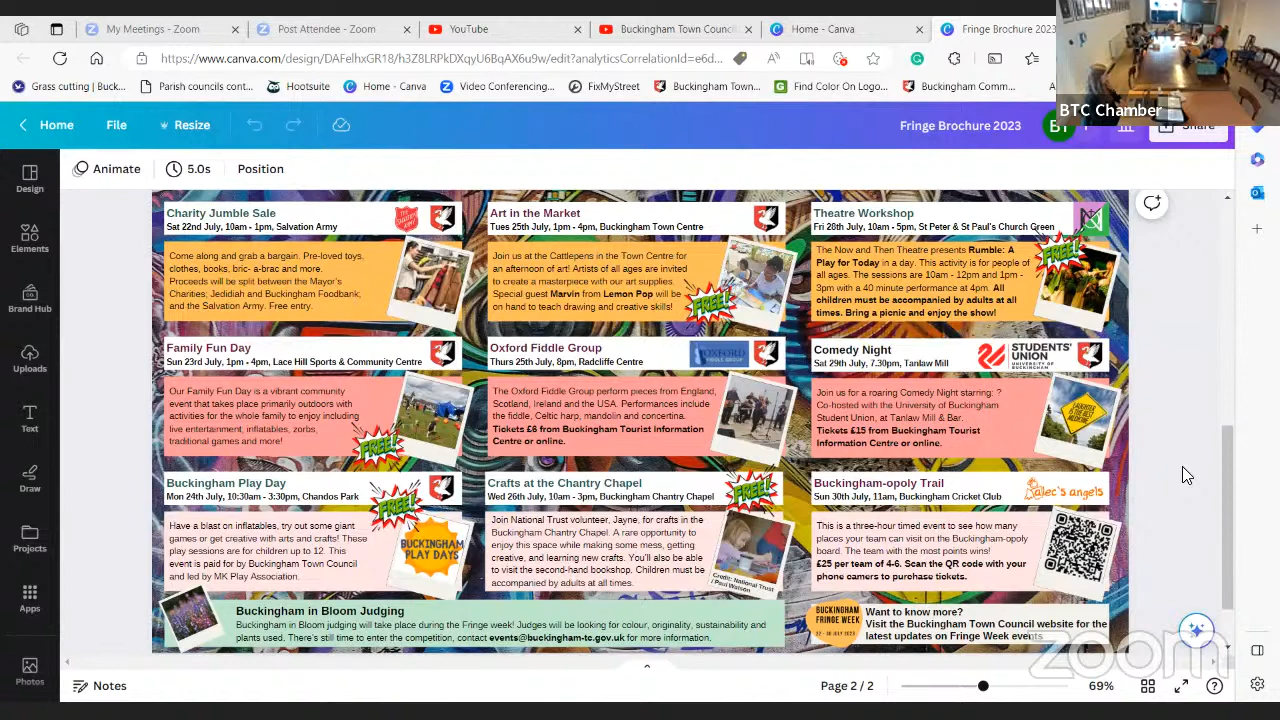 My Meetings - Zoom
Post Attendee - Zoom
YouTube
Buckingham Town Council
Home - Canva
Fringe Brochure 2023
https://www.canva.com/design/DAFelhxGR18/h3Z8LRPkDXqyU6BqAX6u9w/edit?analyticsCorrelationId=e6d...
Grass cutting | Buck...
Parish councils cont...
Hootsuite
Home - Canva
Video Conferencing...
FixMyStreet
Buckingham Town...
Find Color On Logo...
Buckingham Comm...
BTC Chamber
Home
File
Resize
Fringe Brochure 2023
BT
Share
Animate
5.0s
Position
Design
Elements
Brand Hub
Uploads
Text
Draw
Projects
Apps
Photos
Charity Jumble Sale
Sat 22nd July, 10am - 1pm, Salvation Army
Come along and grab a bargain. Pre-loved toys,
clothes, books, bric- a-brac and more.
Proceeds will be split between the Mayor's
Charities; Jedidiah and Buckingham Foodbank;
and the Salvation Army. Free entry.
Art in the Market
Tues 25th July, 1pm - 4pm, Buckingham Town Centre
Join us at the Cattlepens in the Town Centre for
an afternoon of art! Artists of all ages are invited
to create a masterpiece with our art supplies.
Special guest Marvin from Lemon Pop will be
on hand to teach drawing and creative skills!
FREE!
Theatre Workshop
Fri 28th July, 10am - 5pm, St Peter & St Paul's Church Green
The Now and Then Theatre presents Rumble: A
Play for Today in a day. This activity is for people of
all ages. The sessions are 10am - 12pm and 1pm -
3pm with a 40 minute performance at 4pm. All
children must be accompanied by adults at all
times. Bring a picnic and enjoy the show!
FREE!
Family Fun Day
Sun 23rd July, 1pm - 4pm, Lace Hill Sports & Community Centre
Our Family Fun Day is a vibrant community
event that takes place primarily outdoors with
activities for the whole family to enjoy including
live entertainment, inflatables, zorbs,
traditional games and more!
FREE!
Oxford Fiddle Group
Thurs 25th July, 8pm, Radcliffe Centre
OXFORD
FIDDLE GROUP
The Oxford Fiddle Group perform pieces from England,
Scotland, Ireland and the USA. Performances include
the fiddle, Celtic harp, mandolin and concertina.
Tickets £6 from Buckingham Tourist Information
Centre or online.
Comedy Night
Sat 29th July, 7.30pm, Tanlaw Mill
STUDENTS'
UNION
UNIVERSITY OF
BUCKINGHAM
Join us for a roaring Comedy Night starring: ?
Co-hosted with the University of Buckingham
Student Union, at Tanlaw Mill & Bar.
Tickets £15 from Buckingham Tourist
Information Centre or online.
LAUGHTER
IS THE BEST
MEDICINE
Buckingham Play Day
Mon 24th July, 10:30am - 3:30pm, Chandos Park
FREE!
Have a blast on inflatables, try out some giant
games or get creative with arts and crafts! These
play sessions are for children up to 12. This
event is paid for by Buckingham Town Council
and led by MK Play Association.
BUCKINGHAM
PLAY DAYS
Crafts at the Chantry Chapel
Wed 26th July, 10am - 3pm, Buckingham Chantry Chapel
FREE!
Join National Trust volunteer, Jayne, for crafts in the
Buckingham Chantry Chapel. A rare opportunity to
enjoy this space while making some mess, getting
creative, and learning new crafts. You'll also be able
to visit the second-hand bookshop. Children must be
accompanied by adults at all times.
Credit: National Trust
/ Paul Watson
Buckingham-opoly Trail
Sun 30th July, 11am, Buckingham Cricket Club
alec's angels
This is a three-hour timed event to see how many
places your team can visit on the Buckingham-opoly
board. The team with the most points wins!
£25 per team of 4-6. Scan the QR code with your
phone camers to purchase tickets.
Buckingham in Bloom Judging
Buckingham in Bloom judging will take place during the Fringe week! Judges will be looking for colour, originality, sustainability and
plants used. There's still time to enter the competition, contact events@buckingham-tc.gov.uk for more information.
BUCKINGHAM
FRINGE WEEK
22 - 30 JULY 2023
Want to know more?
Visit the Buckingham Town Council website for the
latest updates on Fringe Week events
zoom
Notes
Page 2 / 2
69%